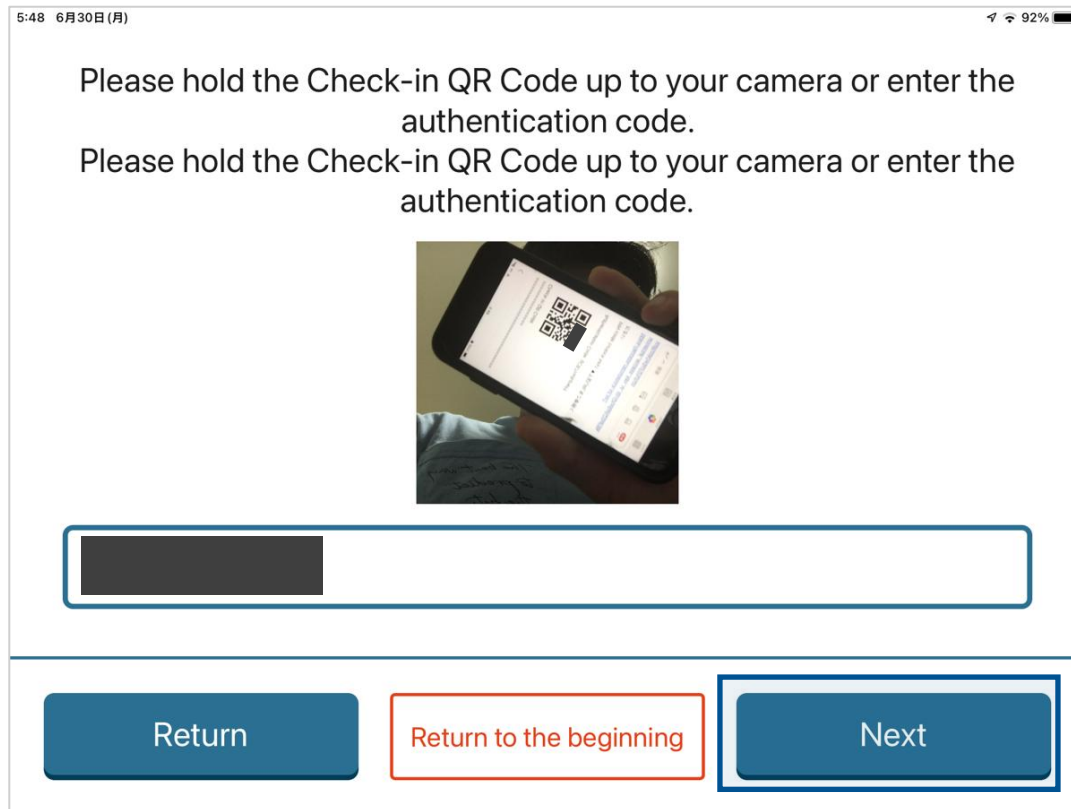 5:48 6月30日(月)
92%
Please hold the Check-in QR Code up to your camera or enter the
authentication code.
Please hold the Check-in QR Code up to your camera or enter the
authentication code.
Return
Return to the beginning
Next